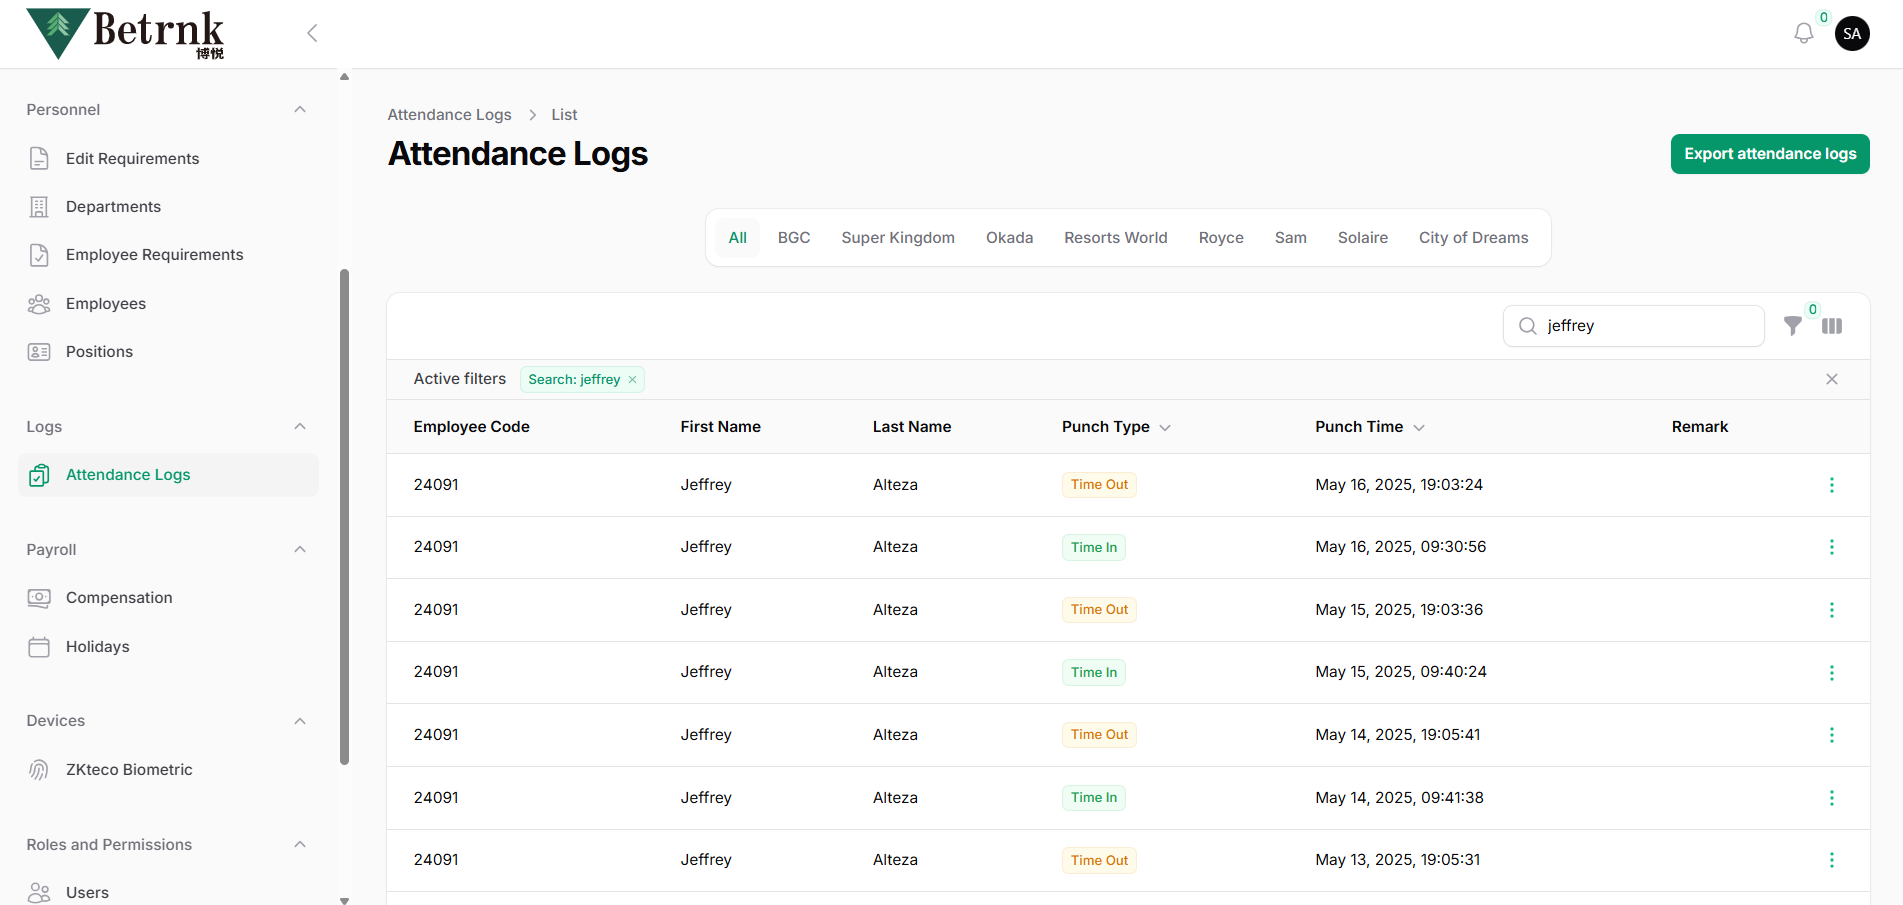 Betrnk
博悦
0
SA
Personnel
Edit Requirements
Departments
Employee Requirements
Employees
Positions
Logs
Attendance Logs
Payroll
Compensation
Holidays
Devices
ZKteco Biometric
Roles and Permissions
Users
Attendance Logs > List
Attendance Logs
Export attendance logs
All BGC Super Kingdom Okada Resorts World Royce Sam Solaire City of Dreams
jeffrey
0
Active filters Search: jeffrey
Employee Code First Name Last Name Punch Type Punch Time Remark
24091 Jeffrey Alteza Time Out May 16, 2025, 19:03:24
24091 Jeffrey Alteza Time In May 16, 2025, 09:30:56
24091 Jeffrey Alteza Time Out May 15, 2025, 19:03:36
24091 Jeffrey Alteza Time In May 15, 2025, 09:40:24
24091 Jeffrey Alteza Time Out May 14, 2025, 19:05:41
24091 Jeffrey Alteza Time In May 14, 2025, 09:41:38
24091 Jeffrey Alteza Time Out May 13, 2025, 19:05:31